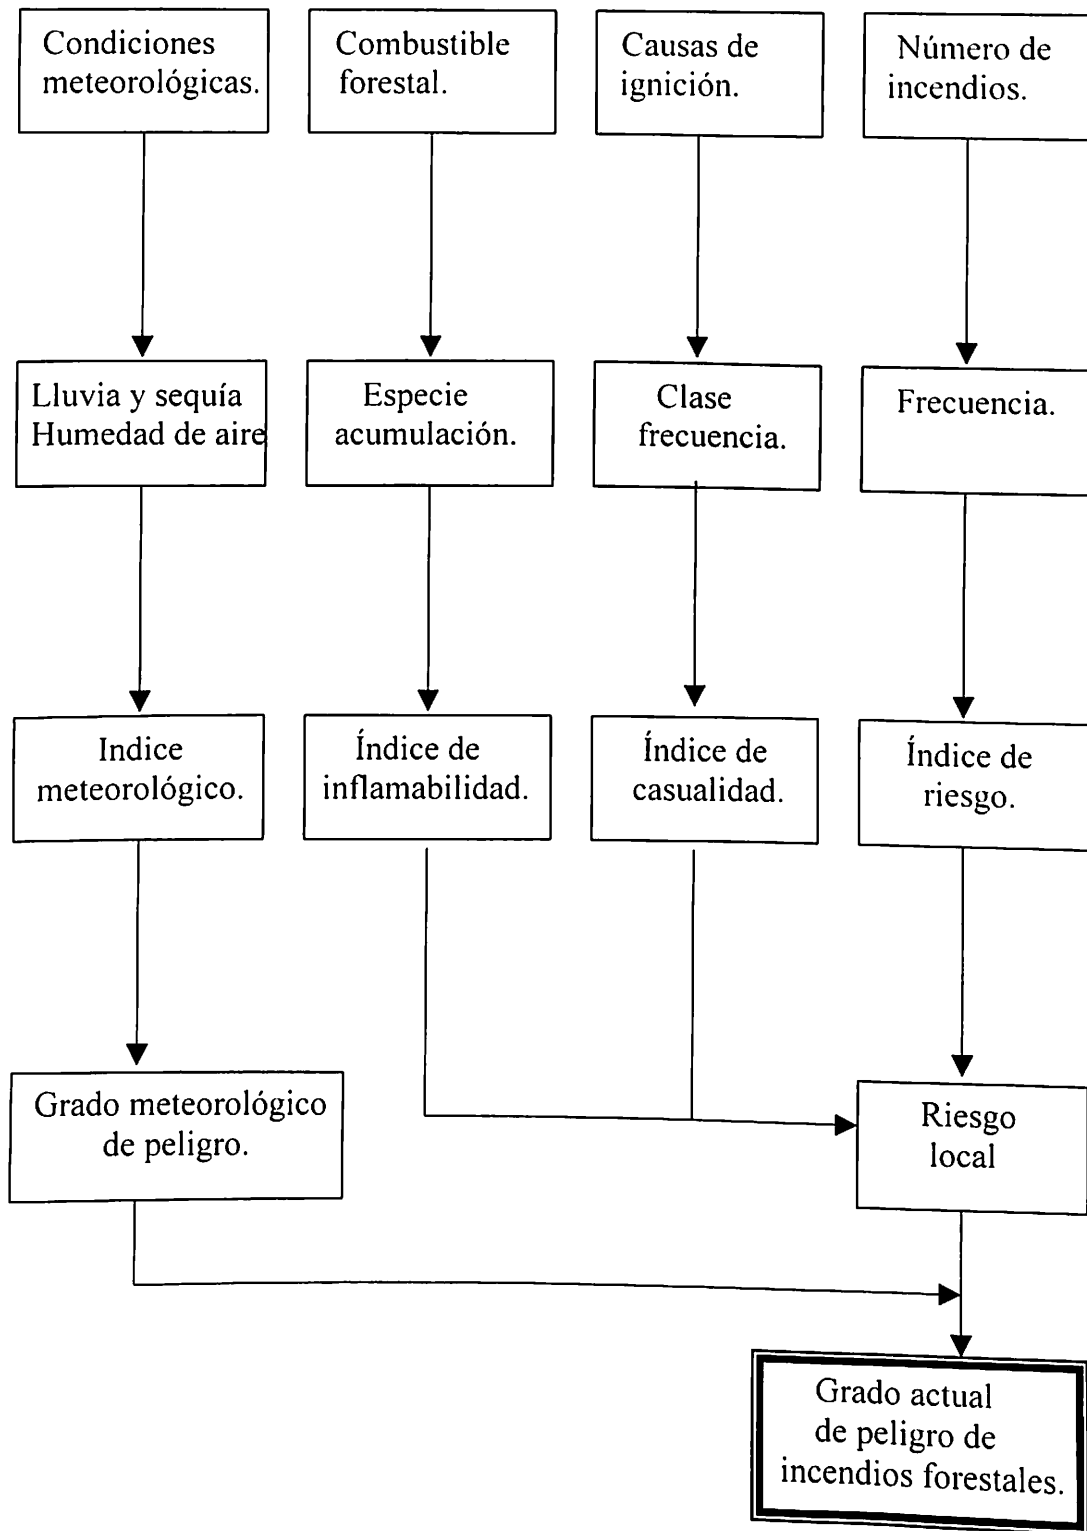 Condiciones
meteorológicas.
Combustible
forestal.
Causas de
ignición.
Número de
incendios.
Lluvia y sequía
Humedad de aire
Especie
acumulación.
Clase
frecuencia.
Frecuencia.
Indice
meteorológico.
Índice de
inflamabilidad.
Índice de
casualidad.
Índice de
riesgo.
Grado meteorológico
de peligro.
Riesgo
local
Grado actual
de peligro de
incendios forestales.